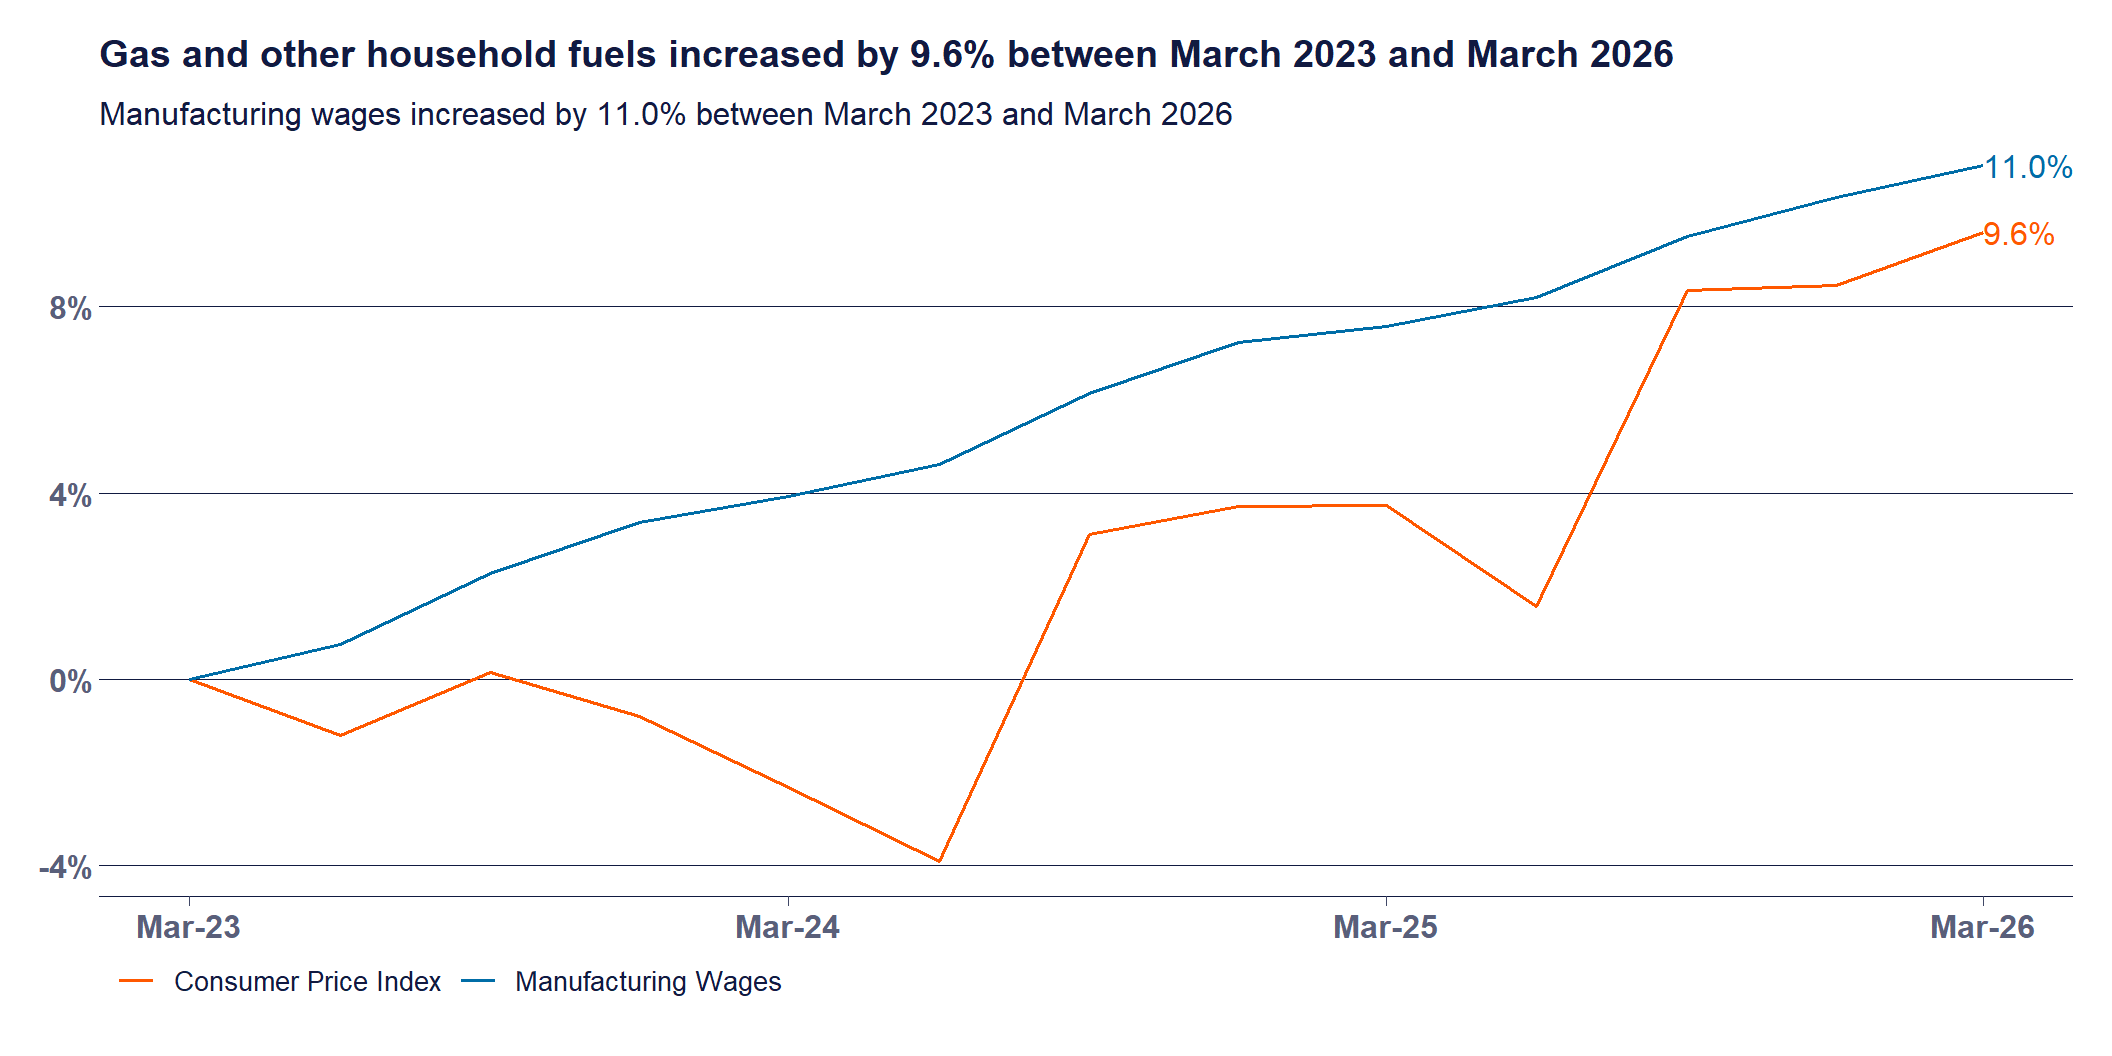 Gas and other household fuels increased by 9.6% between March 2023 and March 2026
Manufacturing wages increased by 11.0% between March 2023 and March 2026
11.0%
9.6%
8%
4%
0%
-4%
Mar-23 Mar-24 Mar-25 Mar-26
Consumer Price Index Manufacturing Wages